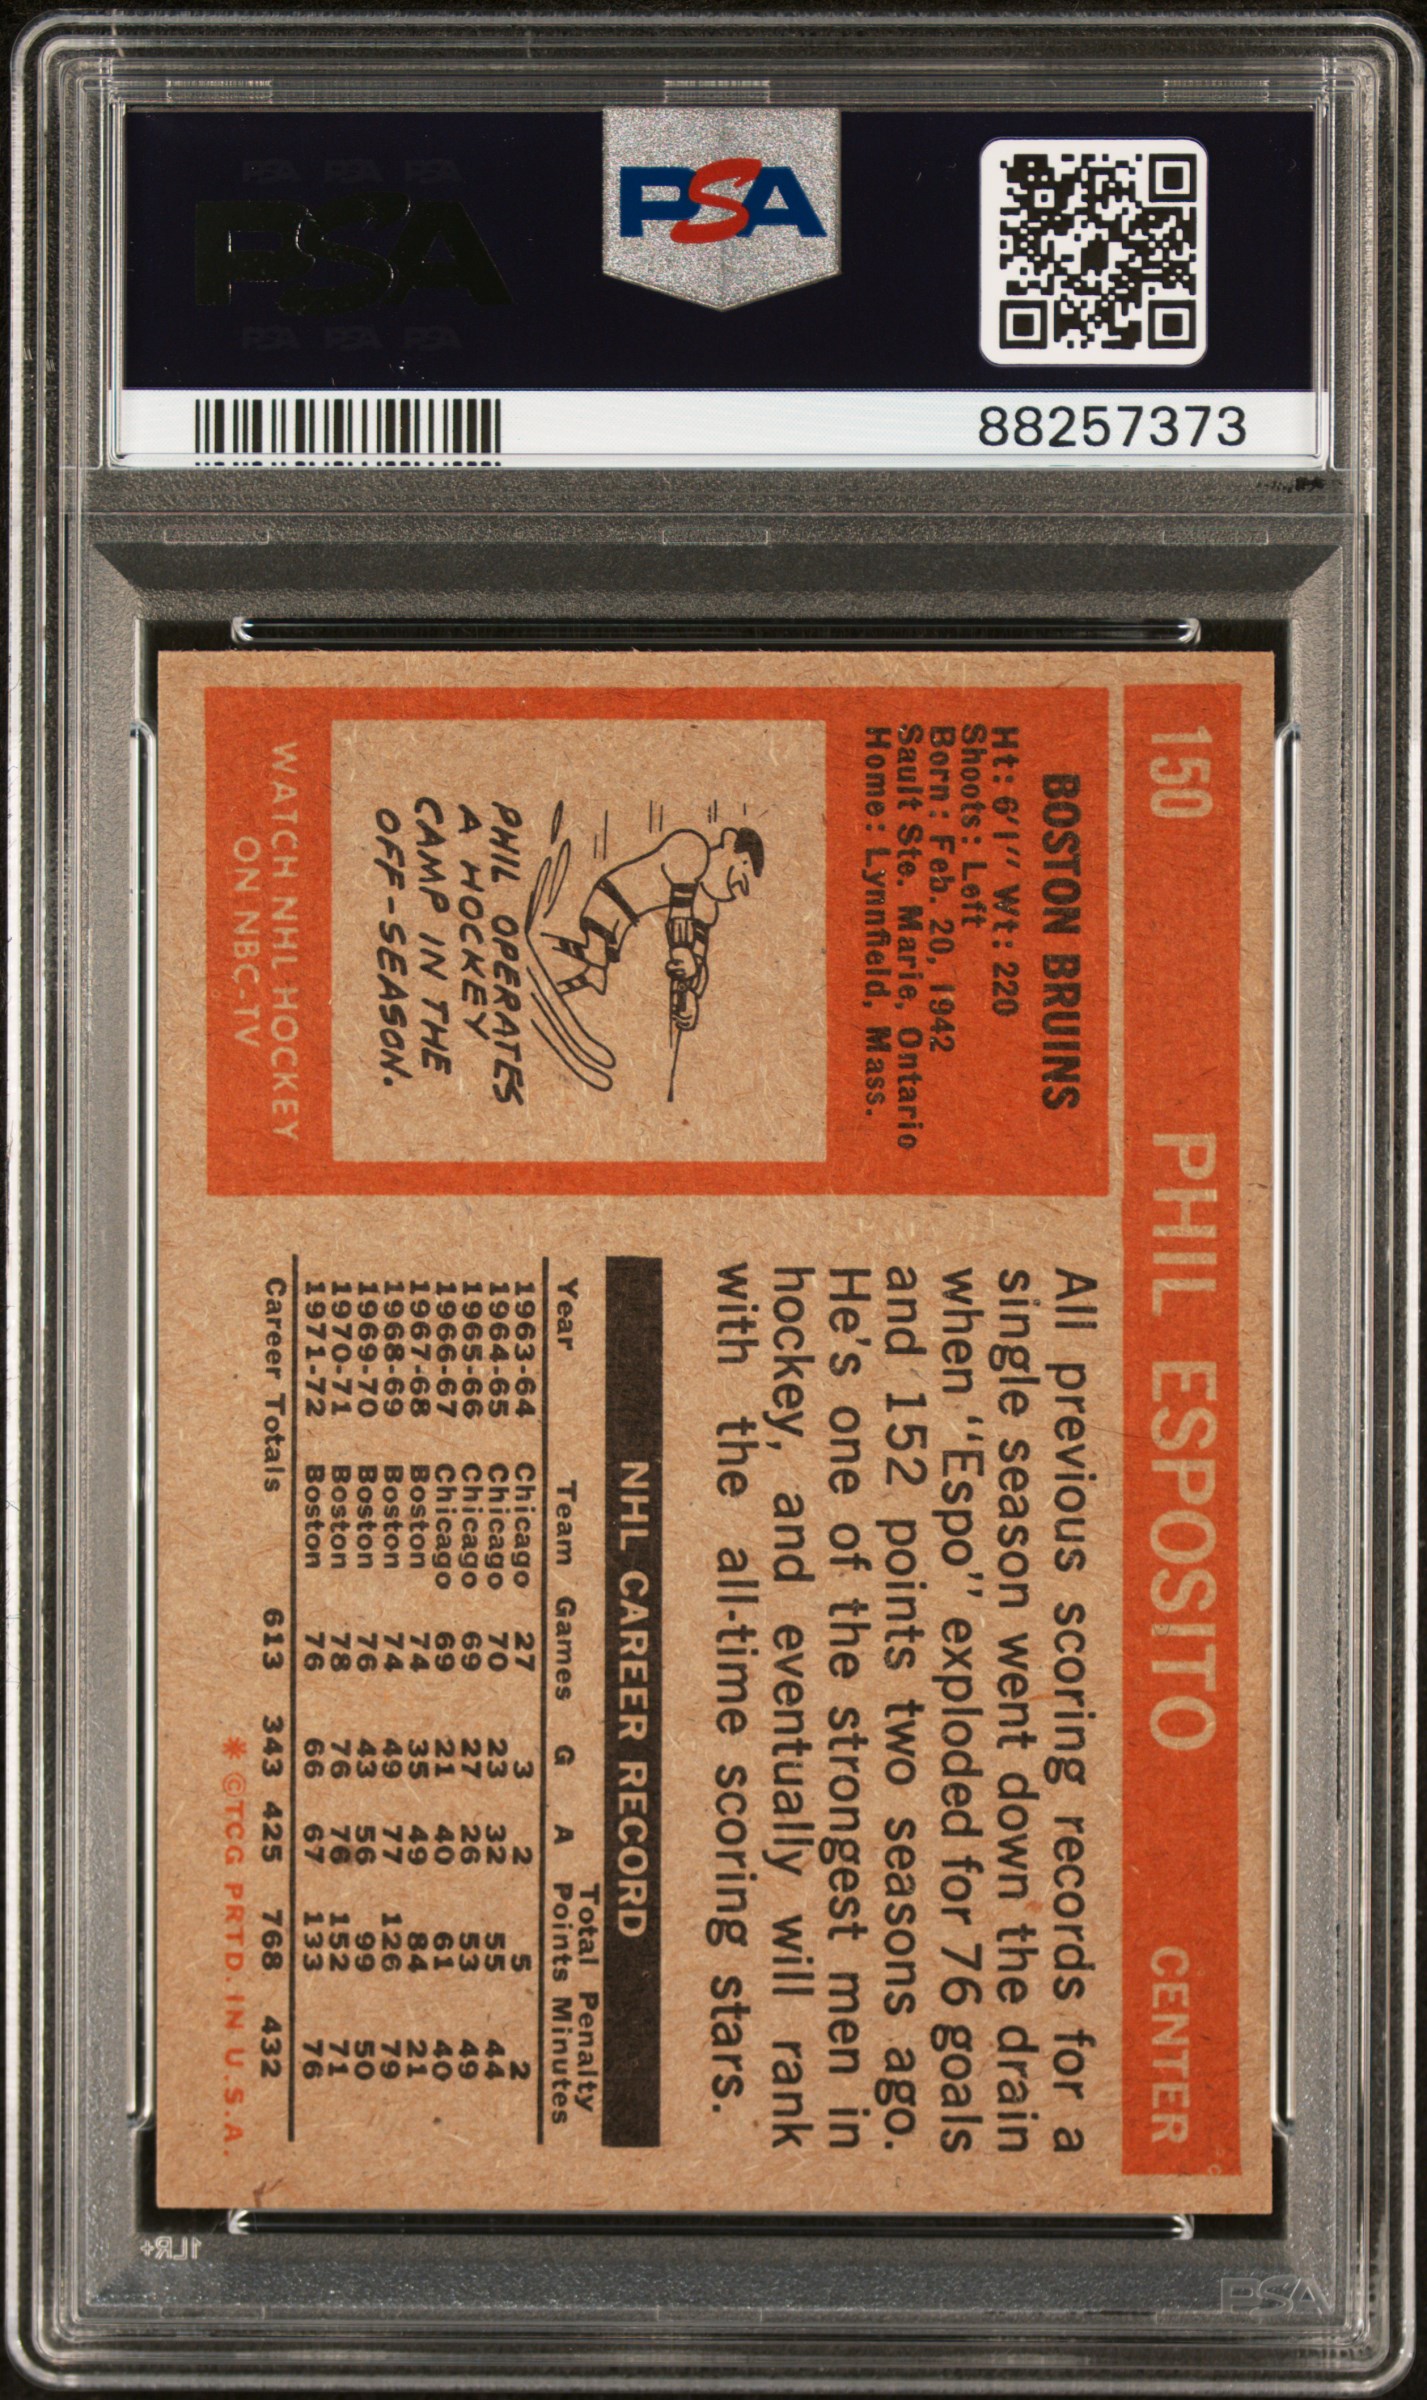 PSA PSA PSA
PSA
PSA PSA PSA
PSA
88257373
150 PHIL ESPOSITO CENTER
BOSTON BRUINS
Ht: 6'1" Wt: 220
Shoots: Left
Born: Feb. 20, 1942
Sault Ste. Marie, Ontario
Home: Lynnfield, Mass.
PHIL OPERATES
A HOCKEY
CAMP IN THE
OFF-SEASON.
WATCH NHL HOCKEY
ON NBC-TV
All previous scoring records for a
single season went down the drain
when "Espo" exploded for 76 goals
and 152 points two seasons ago.
He's one of the strongest men in
hockey, and eventually will rank
with the all-time scoring stars.
NHL CAREER RECORD
Total Penalty
Year Team Games G A Points Minutes
1963-64 Chicago 27 3 2 5 2
1964-65 Chicago 70 23 32 55 44
1965-66 Chicago 69 27 26 53 49
1966-67 Chicago 69 21 40 61 40
1967-68 Boston 74 35 49 84 21
1968-69 Boston 74 49 77 126 79
1969-70 Boston 76 43 56 99 50
1970-71 Boston 78 76 76 152 71
1971-72 Boston 76 66 67 133 76
Career Totals 613 343 425 768 432
* ©TCG PRTD. IN U.S.A.
1LR+
PSA